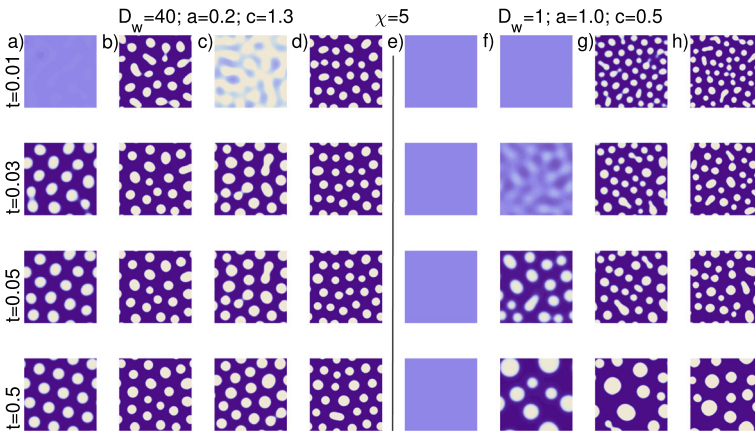 D_w=40; a=0.2; c=1.3 χ=5 D_w=1; a=1.0; c=0.5
a) b) c) d) e) f) g) h)
t=0.01
t=0.03
t=0.05
t=0.5